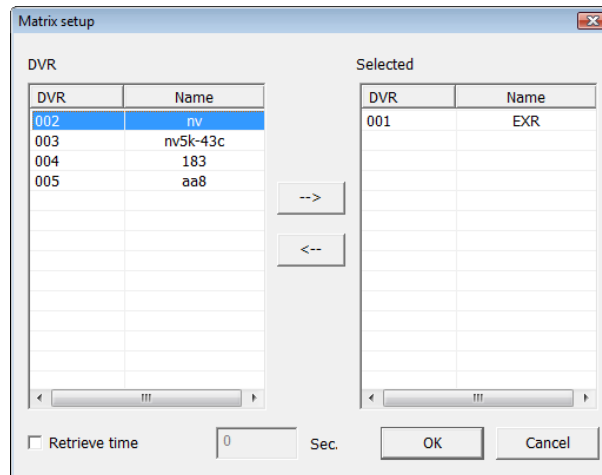 Matrix setup
DVR Selected
DVR Name DVR Name
002 nv 001 EXR
003 nv5k-43c
004 183
005 aa8
-->
<--
Retrieve time 0 Sec. OK Cancel